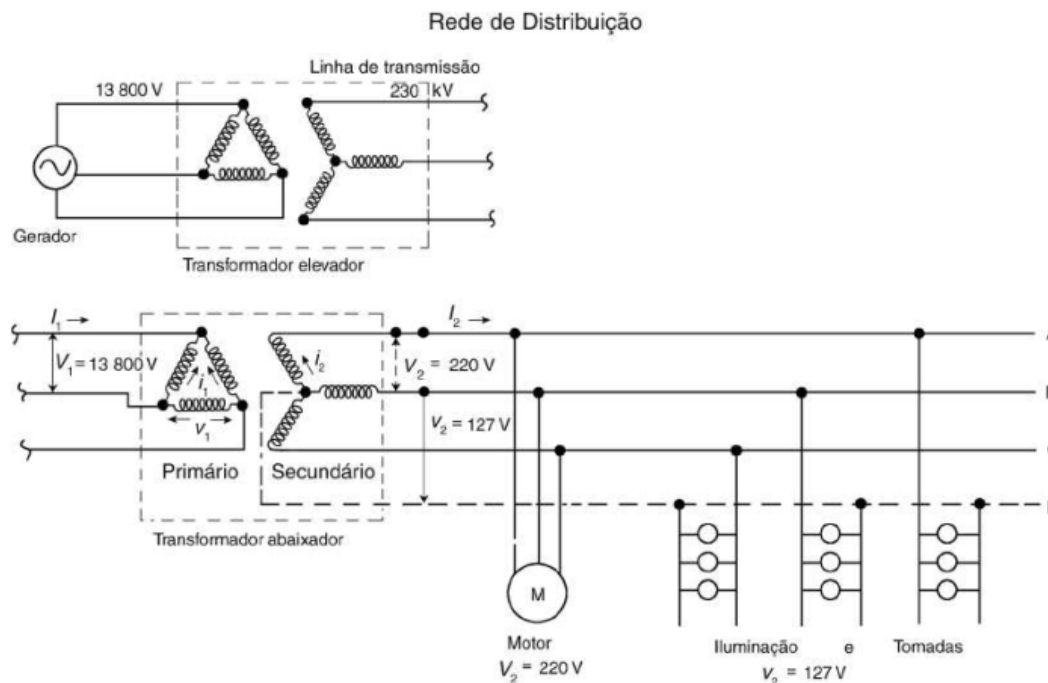 Rede de Distribuição
Linha de transmissão
13 800 V
230 kV
Gerador
Transformador elevador
I₁ →
I₂ →
V₁ = 13 800 V
i₁
i₂
V₂ = 220 V
v₁
v₂ = 127 V
Primário
Secundário
Transformador abaixador
M
Motor
Iluminação e Tomadas
V₂ = 220 V
v₂ = 127 V